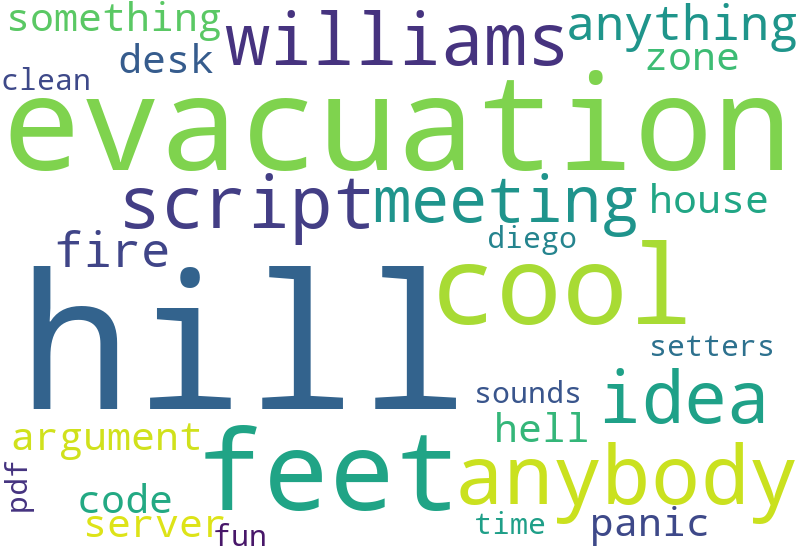 something
williams
anything
desk
zone
clean
evacuation
script
meeting
house
fire
diego
hill
cool
setters
sounds
idea
argument
feet
hell
anybody
pdf
code
server
fun
time
panic